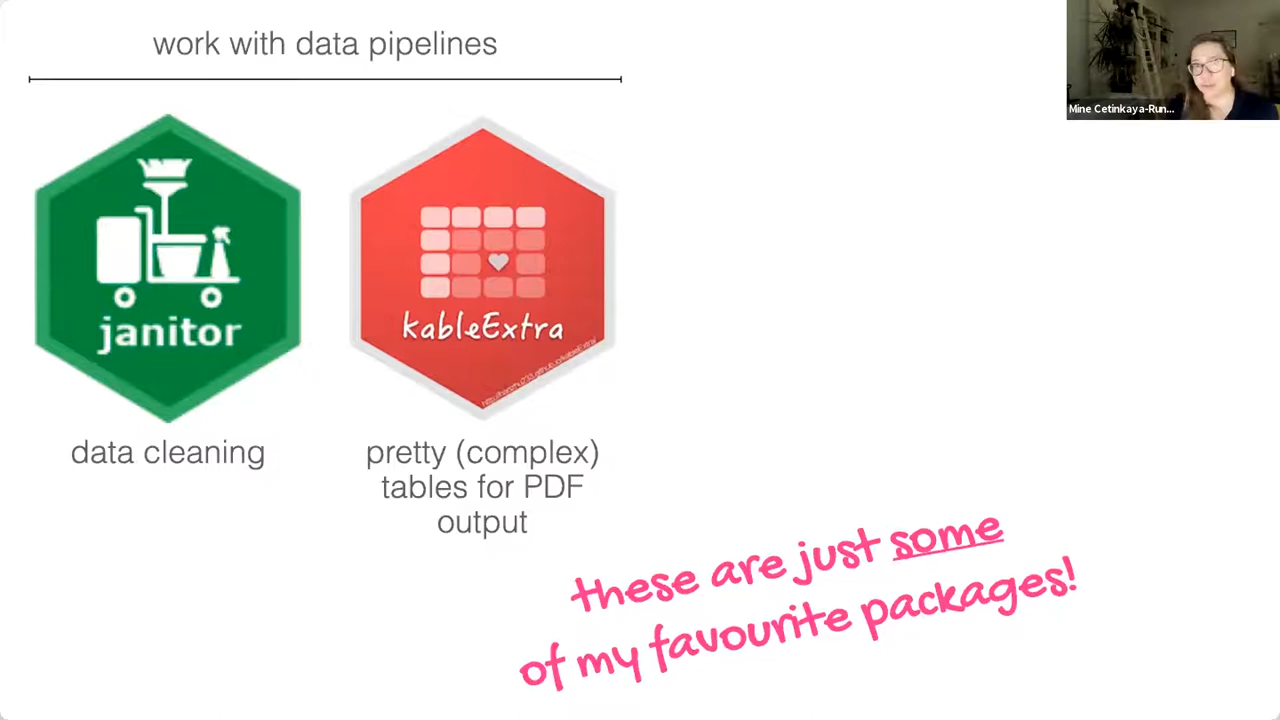 work with data pipelines
Mine Cetinkaya-Run...
janitor
kableExtra
data cleaning
pretty (complex)
tables for PDF
output
these are just some
of my favourite packages!